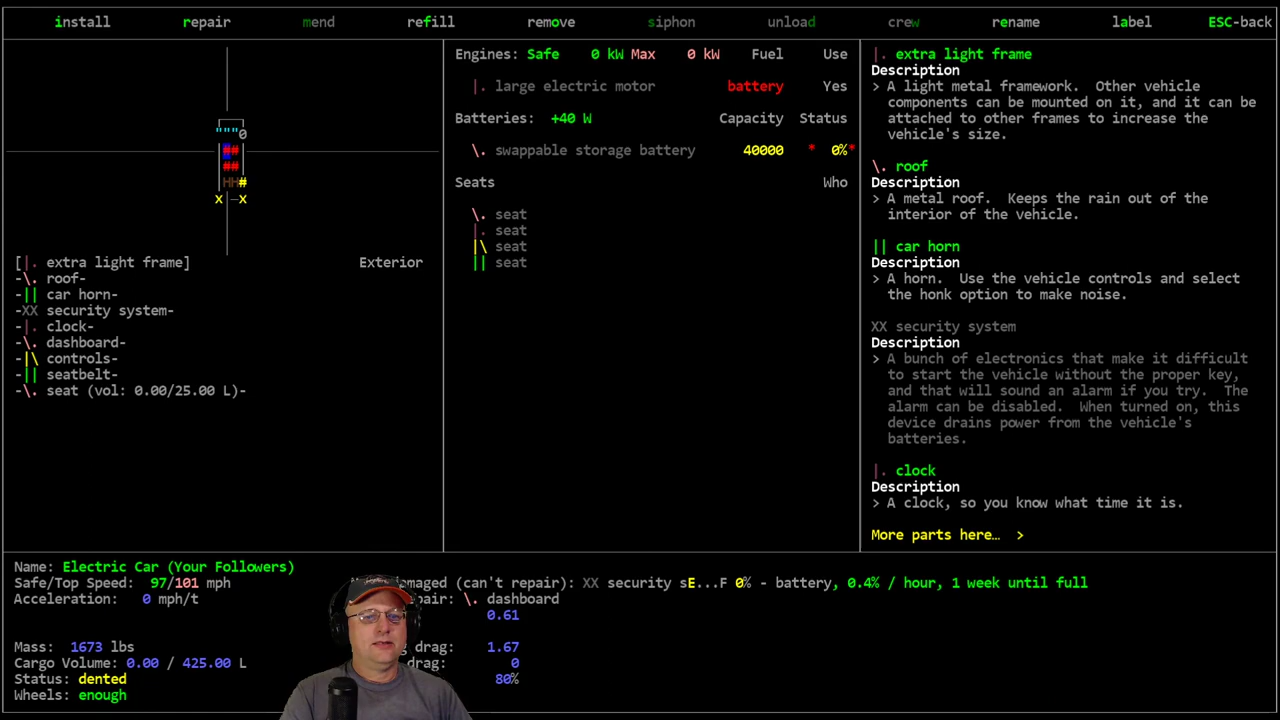 install repair mend refill remove siphon unload crew rename label ESC-back
"""0
##
##
HH#
x -x
[|. extra light frame] Exterior
-\. roof-
-|| car horn-
-XX security system-
-|. clock-
-\. dashboard-
-|\ controls-
-|| seatbelt-
-\. seat (vol: 0.00/25.00 L)-
Engines: Safe 0 kW Max 0 kW Fuel Use
|. large electric motor battery Yes
Batteries: +40 W Capacity Status
\. swappable storage battery 40000 * 0%*
Seats Who
\. seat
|. seat
|\ seat
|| seat
|. extra light frame
Description
> A light metal framework. Other vehicle
components can be mounted on it, and it can be
attached to other frames to increase the
vehicle's size.
\. roof
Description
> A metal roof. Keeps the rain out of the
interior of the vehicle.
|| car horn
Description
> A horn. Use the vehicle controls and select
the honk option to make noise.
XX security system
Description
> A bunch of electronics that make it difficult
to start the vehicle without the proper key,
and that will sound an alarm if you try. The
alarm can be disabled. When turned on, this
device drains power from the vehicle's
batteries.
|. clock
Description
> A clock, so you know what time it is.
More parts here… >
Name: Electric Car (Your Followers)
Safe/Top Speed: 97/101 mph
Acceleration: 0 mph/t
Mass: 1673 lbs
Cargo Volume: 0.00 / 425.00 L
Status: dented
Wheels: enough
damaged (can't repair): XX security sE...F 0% - battery, 0.4% / hour, 1 week until full
epair: \. dashboard
0.61
drag: 1.67
drag: 0
80%